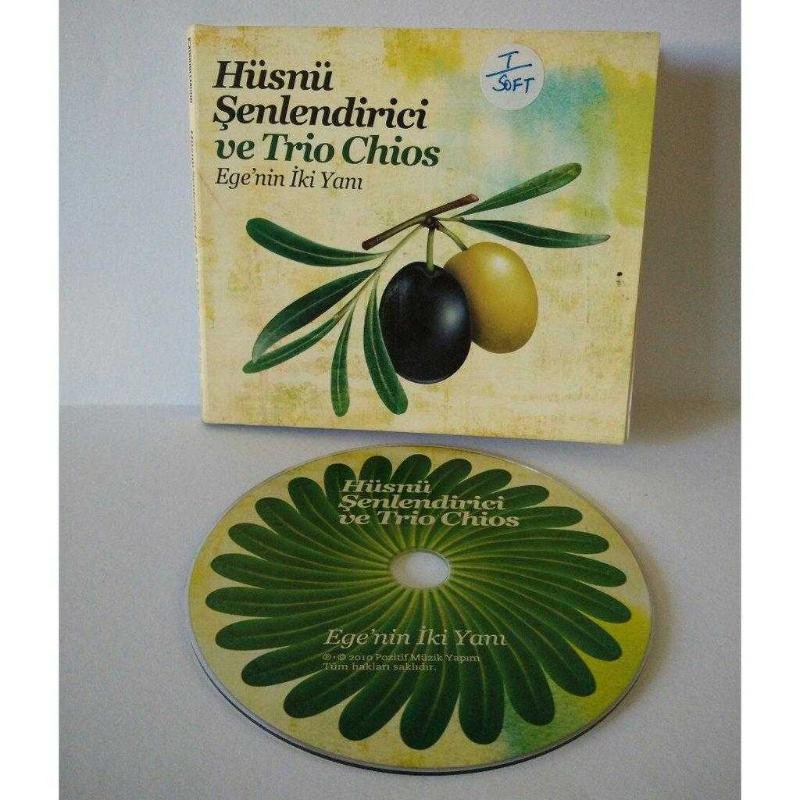 Hüsnü
Şenlendirici
ve Trio Chios
Ege'nin İki Yanı
I
SOFT
Hüsnü
Şenlendirici
ve Trio Chios
Ege'nin İki Yanı
℗ + © 2010 Pozitif Müzik Yapım
Tüm hakları saklıdır.